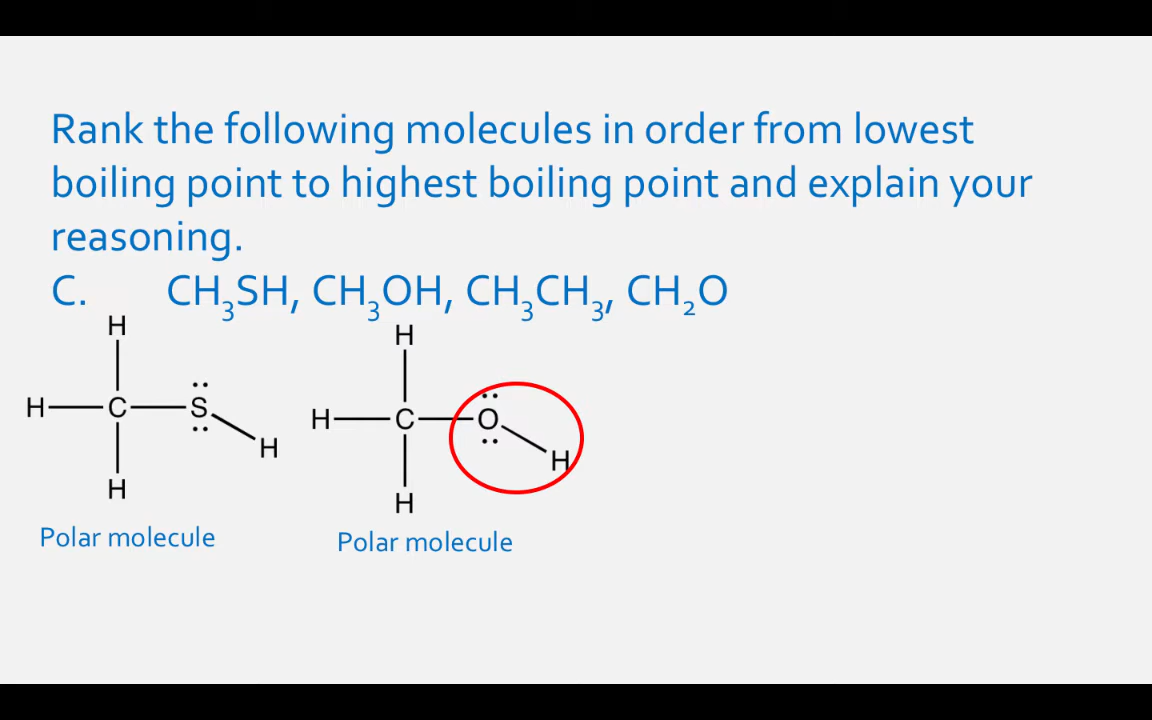 Rank the following molecules in order from lowest
boiling point to highest boiling point and explain your
reasoning.
C. CH₃SH, CH₃OH, CH₃CH₃, CH₂O
H H
H C S H C O
H H
H H
Polar molecule Polar molecule